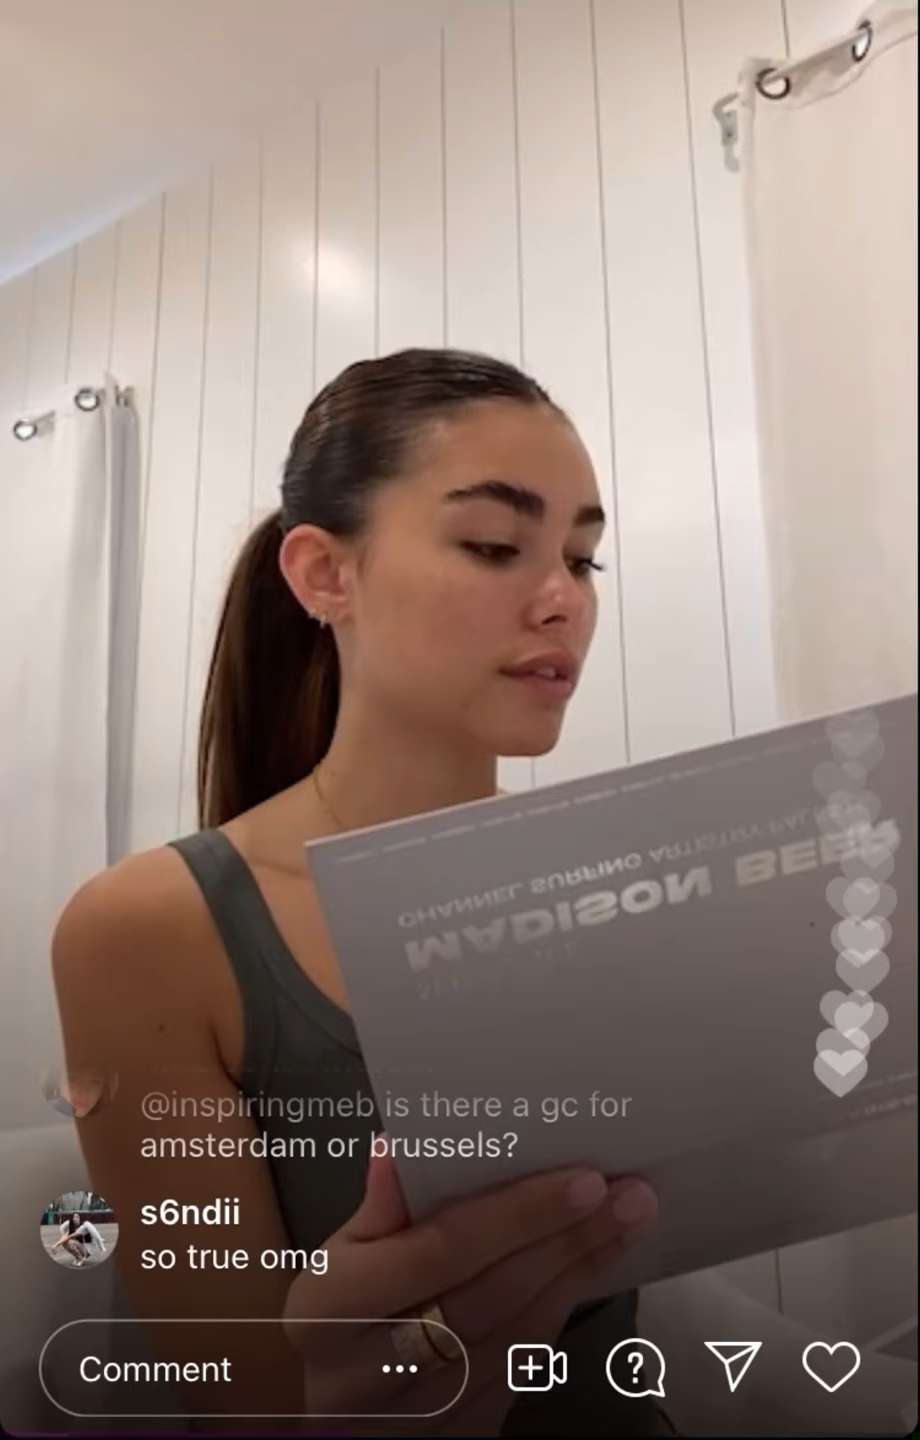 CHANNEL SURFING ARTISTRY PALETTE
MADISON BEER
@inspiringmeb is there a gc for
amsterdam or brussels?
s6ndii
so true omg
Comment